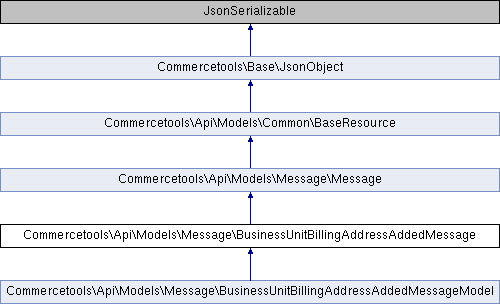 JsonSerializable
Commercetools\Base\JsonObject
Commercetools\Api\Models\Common\BaseResource
Commercetools\Api\Models\Message\Message
Commercetools\Api\Models\Message\BusinessUnitBillingAddressAddedMessage
Commercetools\Api\Models\Message\BusinessUnitBillingAddressAddedMessageModel